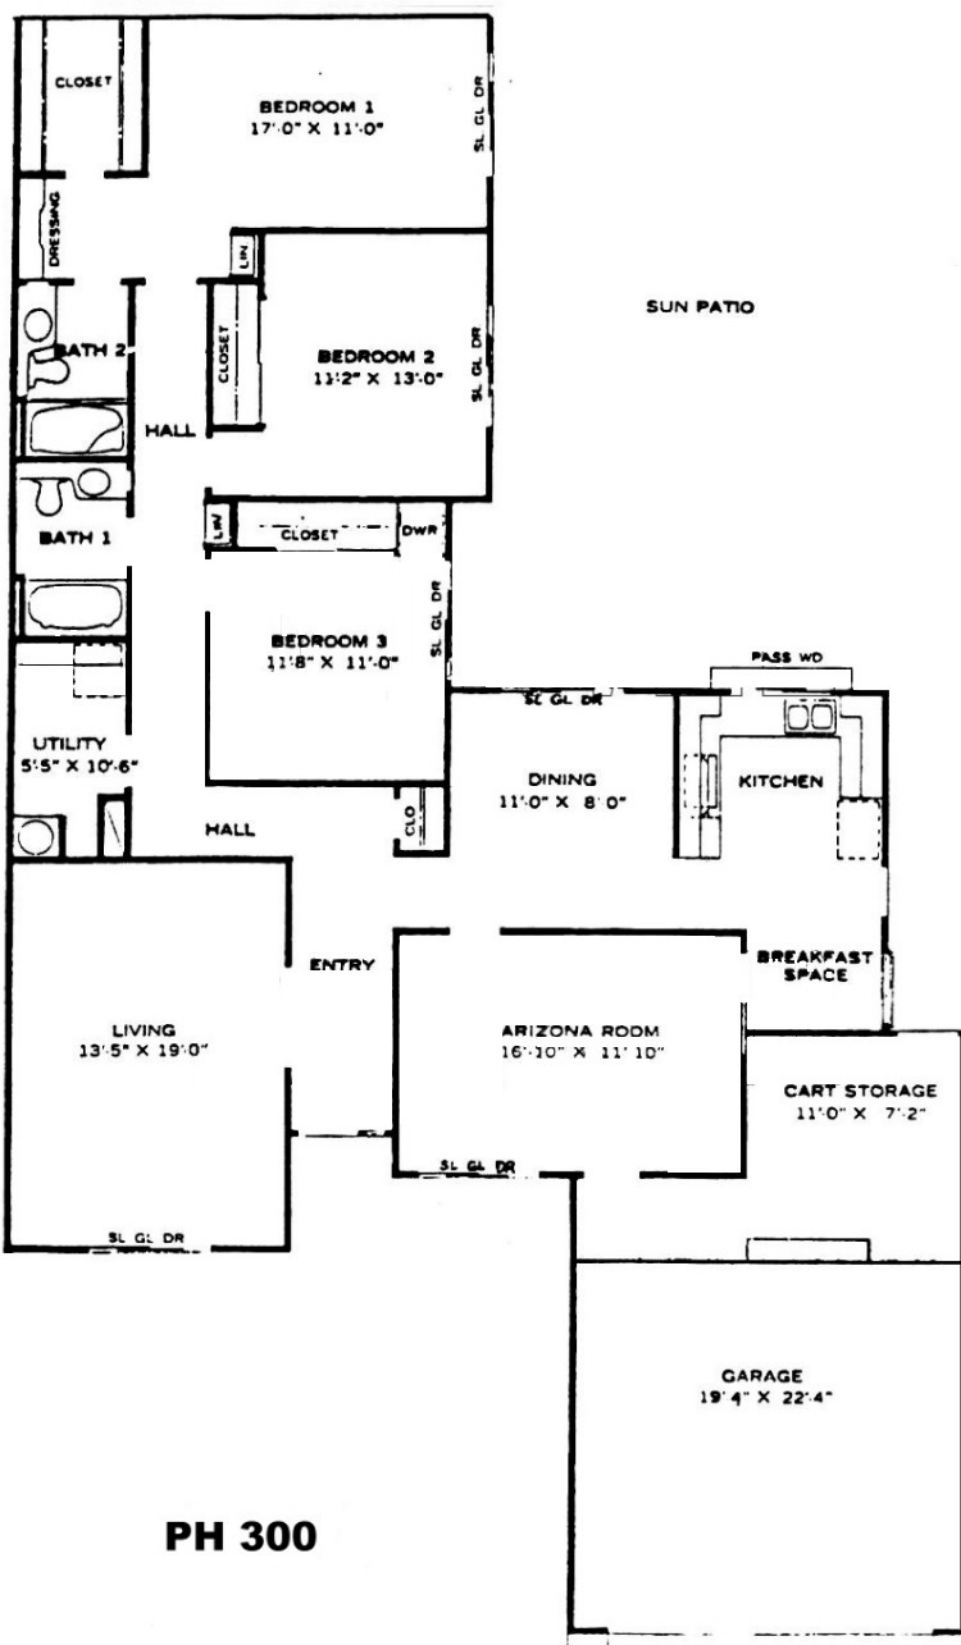 CLOSET
BEDROOM 1
17'-0" X 11'-0"
SL GL DR
DRESSING
LIN
SUN PATIO
BATH 2
CLOSET
BEDROOM 2
11'-2" X 13'-0"
SL GL DR
HALL
BATH 1
LIN
CLOSET
DWR
BEDROOM 3
11'-8" X 11'-0"
SL GL DR
PASS WD
SL GL DR
UTILITY
5'-5" X 10'-6"
DINING
11'-0" X 8'-0"
KITCHEN
HALL
CLO
ENTRY
BREAKFAST
SPACE
LIVING
13'-5" X 19'-0"
ARIZONA ROOM
16'-10" X 11'-10"
CART STORAGE
11'-0" X 7'-2"
SL GL DR
SL GL DR
GARAGE
19'-4" X 22'-4"
PH 300